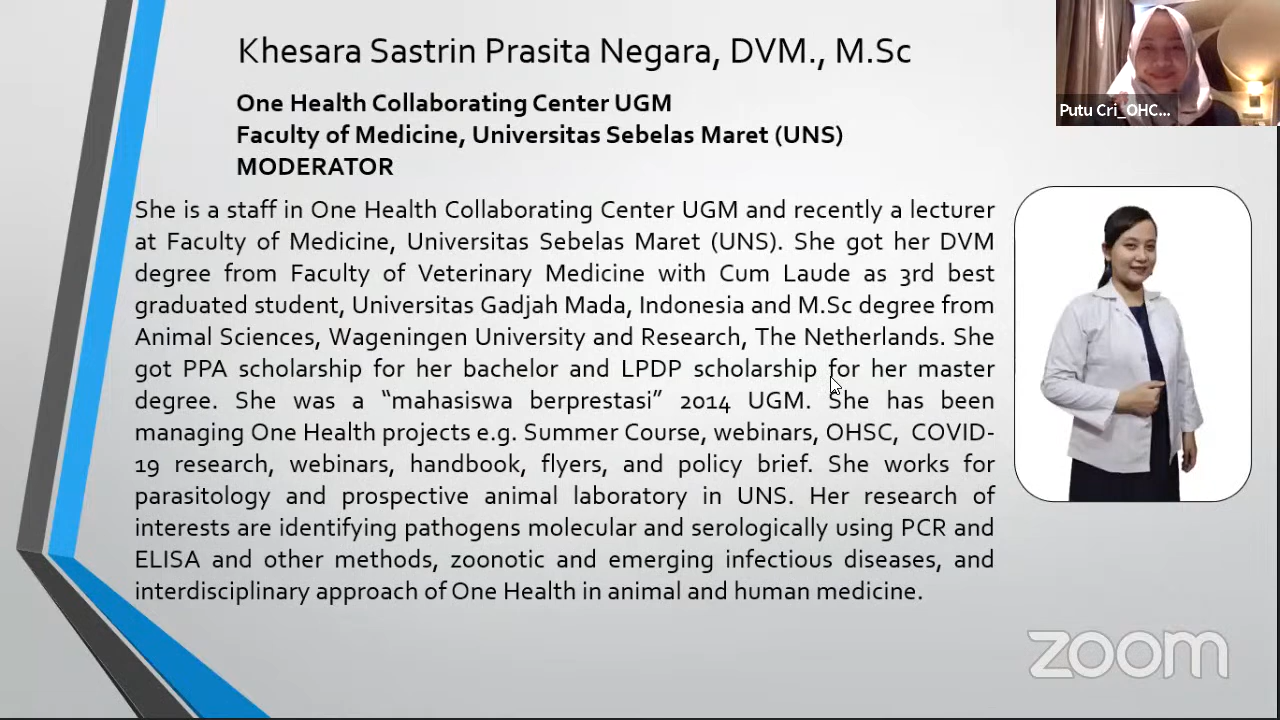 Khesara Sastrin Prasita Negara, DVM., M.Sc
One Health Collaborating Center UGM
Faculty of Medicine, Universitas Sebelas Maret (UNS)
MODERATOR
She is a staff in One Health Collaborating Center UGM and recently a lecturer
at Faculty of Medicine, Universitas Sebelas Maret (UNS). She got her DVM
degree from Faculty of Veterinary Medicine with Cum Laude as 3rd best
graduated student, Universitas Gadjah Mada, Indonesia and M.Sc degree from
Animal Sciences, Wageningen University and Research, The Netherlands. She
got PPA scholarship for her bachelor and LPDP scholarship for her master
degree. She was a “mahasiswa berprestasi” 2014 UGM. She has been
managing One Health projects e.g. Summer Course, webinars, OHSC, COVID-
19 research, webinars, handbook, flyers, and policy brief. She works for
parasitology and prospective animal laboratory in UNS. Her research of
interests are identifying pathogens molecular and serologically using PCR and
ELISA and other methods, zoonotic and emerging infectious diseases, and
interdisciplinary approach of One Health in animal and human medicine.
Putu Cri_OHC...
zoom